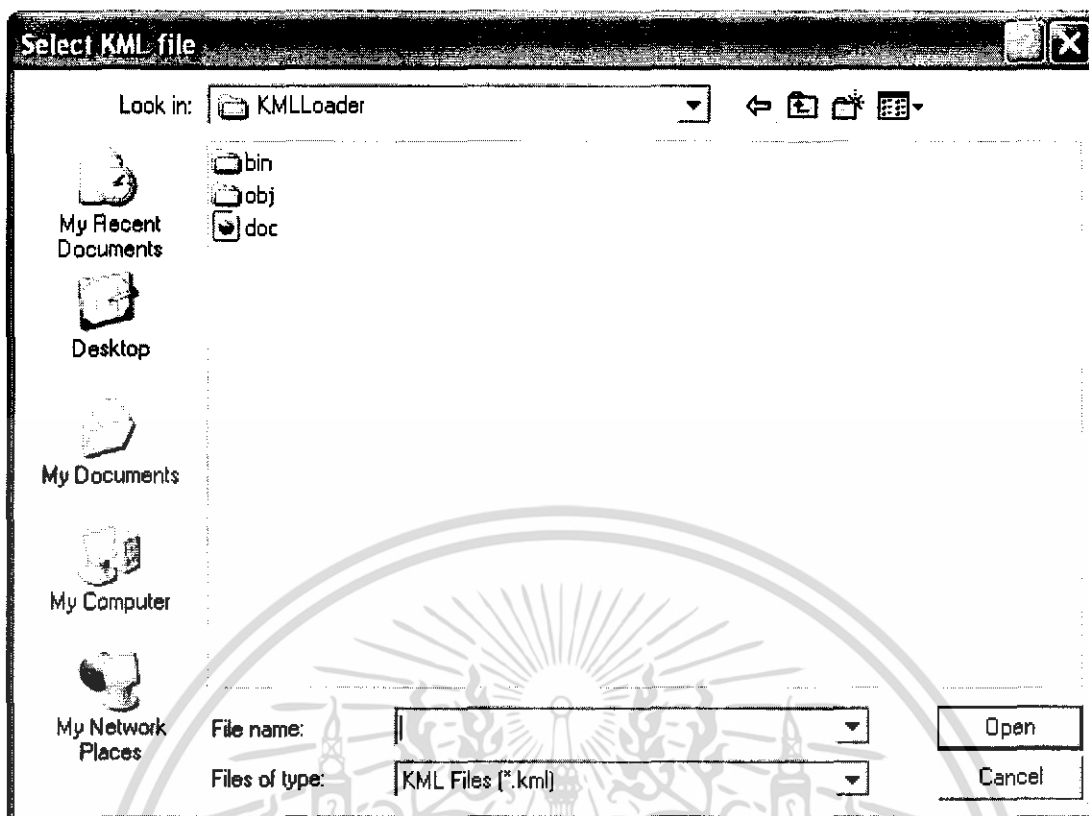 Select KML file
Look in: KMLLoader
bin
obj
doc
My Recent
Documents
Desktop
My Documents
My Computer
My Network
Places
File name:
Open
Files of type: KML Files (*.kml)
Cancel